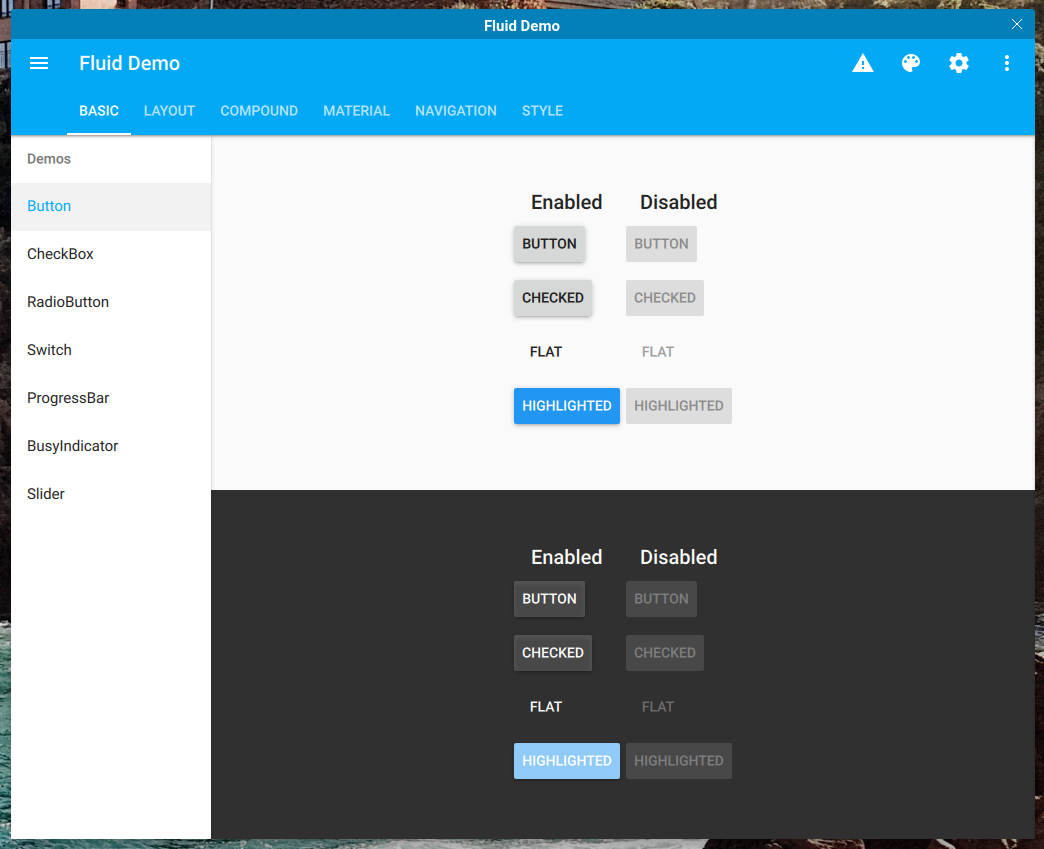 Fluid Demo
Fluid Demo
BASIC LAYOUT COMPOUND MATERIAL NAVIGATION STYLE
Demos
Button
CheckBox
RadioButton
Switch
ProgressBar
BusyIndicator
Slider
Enabled Disabled
BUTTON BUTTON
CHECKED CHECKED
FLAT FLAT
HIGHLIGHTED HIGHLIGHTED
Enabled Disabled
BUTTON BUTTON
CHECKED CHECKED
FLAT FLAT
HIGHLIGHTED HIGHLIGHTED